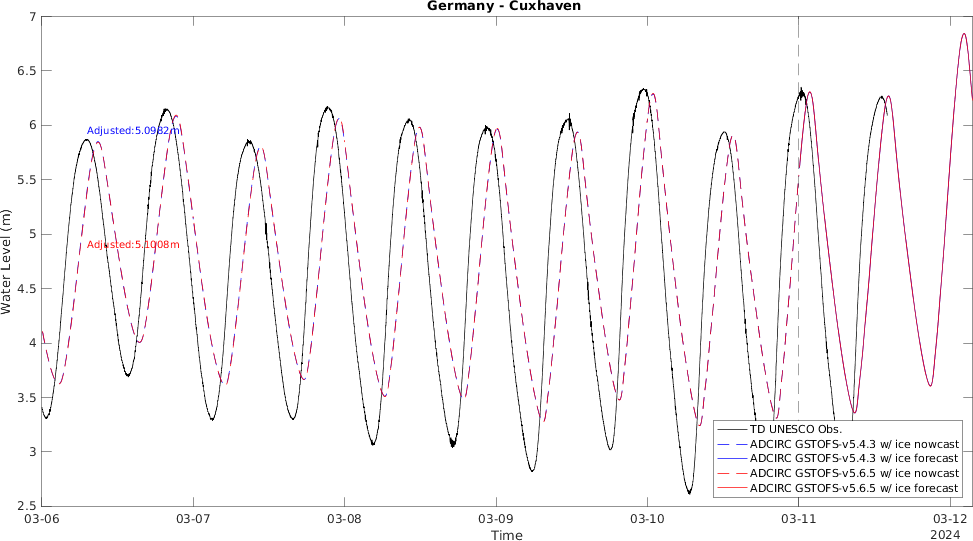 Germany - Cuxhaven
7
6.5
6
5.5
5
4.5
4
3.5
3
2.5
Water Level (m)
Adjusted:5.0982m
Adjusted:5.1008m
TD UNESCO Obs.
ADCIRC GSTOFS-v5.4.3 w/ ice nowcast
ADCIRC GSTOFS-v5.4.3 w/ ice forecast
ADCIRC GSTOFS-v5.6.5 w/ ice nowcast
ADCIRC GSTOFS-v5.6.5 w/ ice forecast
03-06 03-07 03-08 03-09 03-10 03-11 03-12
2024
Time